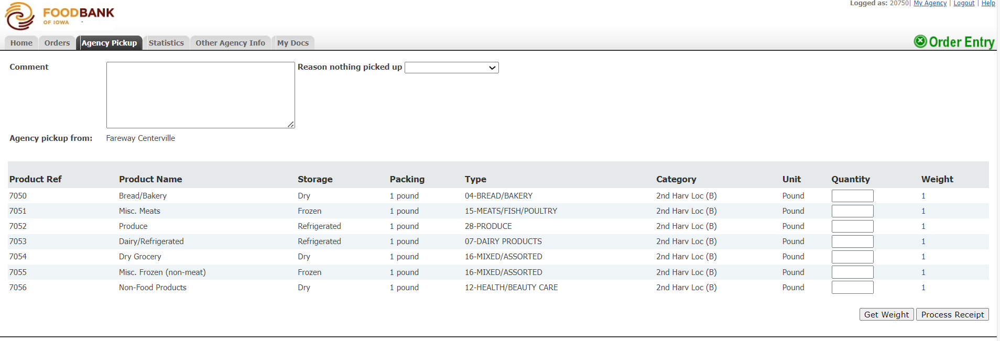 Logged as: 20750| My Agency | Logout | Help
FOODBANK
OF IOWA
Home Orders Agency Pickup Statistics Other Agency Info My Docs
Order Entry
Comment Reason nothing picked up
Agency pickup from: Fareway Centerville
Product Ref Product Name Storage Packing Type Category Unit Quantity Weight
7050 Bread/Bakery Dry 1 pound 04-BREAD/BAKERY 2nd Harv Loc (B) Pound 1
7051 Misc. Meats Frozen 1 pound 15-MEATS/FISH/POULTRY 2nd Harv Loc (B) Pound 1
7052 Produce Refrigerated 1 pound 28-PRODUCE 2nd Harv Loc (B) Pound 1
7053 Dairy/Refrigerated Refrigerated 1 pound 07-DAIRY PRODUCTS 2nd Harv Loc (B) Pound 1
7054 Dry Grocery Dry 1 pound 16-MIXED/ASSORTED 2nd Harv Loc (B) Pound 1
7055 Misc. Frozen (non-meat) Frozen 1 pound 16-MIXED/ASSORTED 2nd Harv Loc (B) Pound 1
7056 Non-Food Products Dry 1 pound 12-HEALTH/BEAUTY CARE 2nd Harv Loc (B) Pound 1
Get Weight Process Receipt